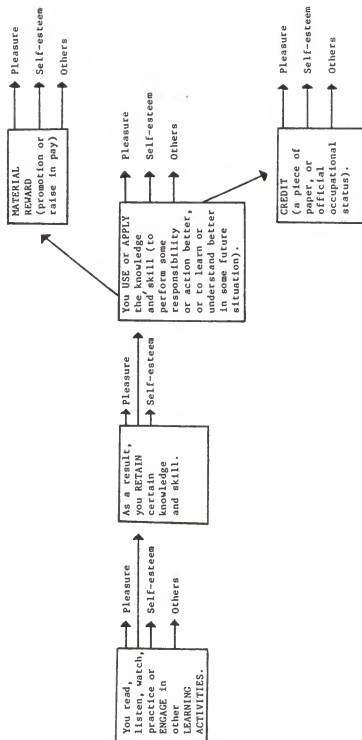 You read,
listen, watch,
practice or
ENGAGE in
other
LEARNING
ACTIVITIES.
Pleasure
Self-esteem
Others
As a result,
you RETAIN
certain
knowledge
and skill.
Pleasure
Self-esteem
You USE or APPLY
the knowledge
and skill (to
perform some
responsibility
or action better,
or to learn or
understand better
in some future
situation).
Pleasure
Self-esteem
Others
MATERIAL
REWARD
(promotion or
raise in pay)
Pleasure
Self-esteem
Others
CREDIT
(a piece of
paper, or
official
occupational
status).
Pleasure
Self-esteem
Others